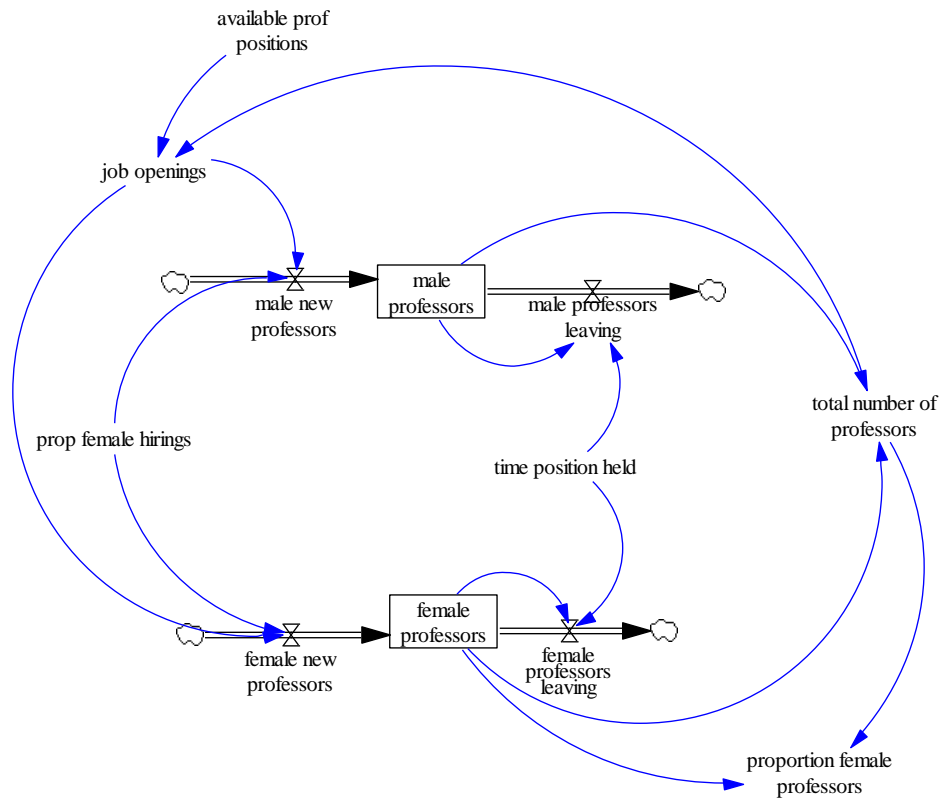 available prof
positions
job openings
male
professors
male new
professors
male professors
leaving
total number of
professors
prop female hirings
time position held
female
professors
female new
professors
female
professors
leaving
proportion female
professors